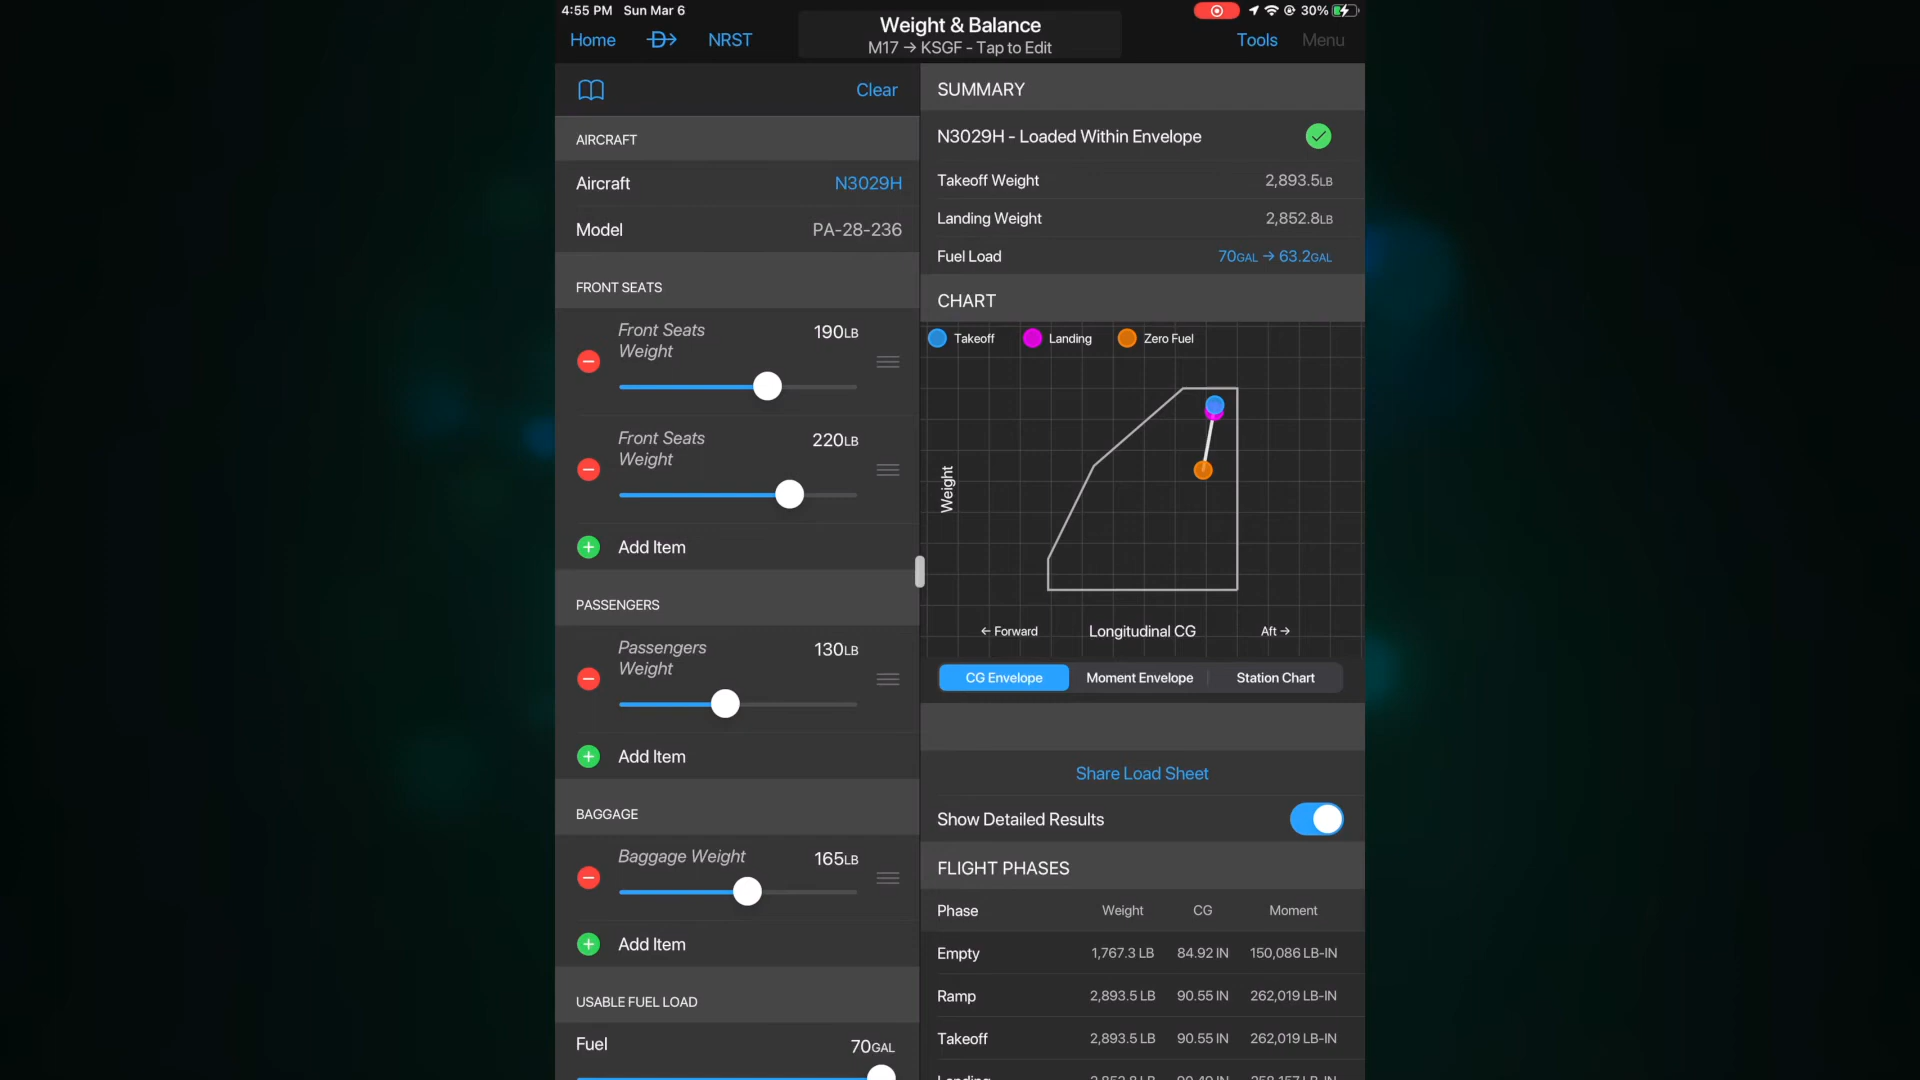 4:55 PM Sun Mar 6
30%
Home
NRST
Weight & Balance
M17 → KSGF - Tap to Edit
Tools
Menu
Clear
AIRCRAFT
Aircraft N3029H
Model PA-28-236
FRONT SEATS
Front Seats Weight 190LB
Front Seats Weight 220LB
Add Item
PASSENGERS
Passengers Weight 130LB
Add Item
BAGGAGE
Baggage Weight 165LB
Add Item
USABLE FUEL LOAD
Fuel 70GAL
SUMMARY
N3029H - Loaded Within Envelope
Takeoff Weight 2,893.5LB
Landing Weight 2,852.8LB
Fuel Load 70GAL → 63.2GAL
CHART
Takeoff Landing Zero Fuel
Weight
← Forward Longitudinal CG Aft →
CG Envelope Moment Envelope Station Chart
Share Load Sheet
Show Detailed Results
FLIGHT PHASES
Phase Weight CG Moment
Empty 1,767.3 LB 84.92 IN 150,086 LB-IN
Ramp 2,893.5 LB 90.55 IN 262,019 LB-IN
Takeoff 2,893.5 LB 90.55 IN 262,019 LB-IN